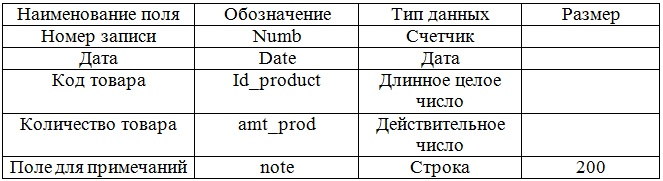 Наименование поля Обозначение Тип данных Размер
Номер записи Numb Счетчик
Дата Date Дата
Код товара Id_product Длинное целое
число
Количество товара amt_prod Действительное
число
Поле для примечаний note Строка 200